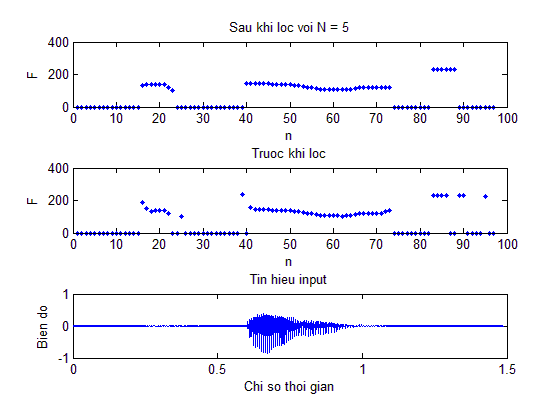 Sau khi loc voi N = 5
400
200
0
F
0 10 20 30 40 50 60 70 80 90 100
n
Truoc khi loc
400
200
0
F
0 10 20 30 40 50 60 70 80 90 100
n
Tin hieu input
1
0
-1
Bien do
0 0.5 1 1.5
Chi so thoi gian